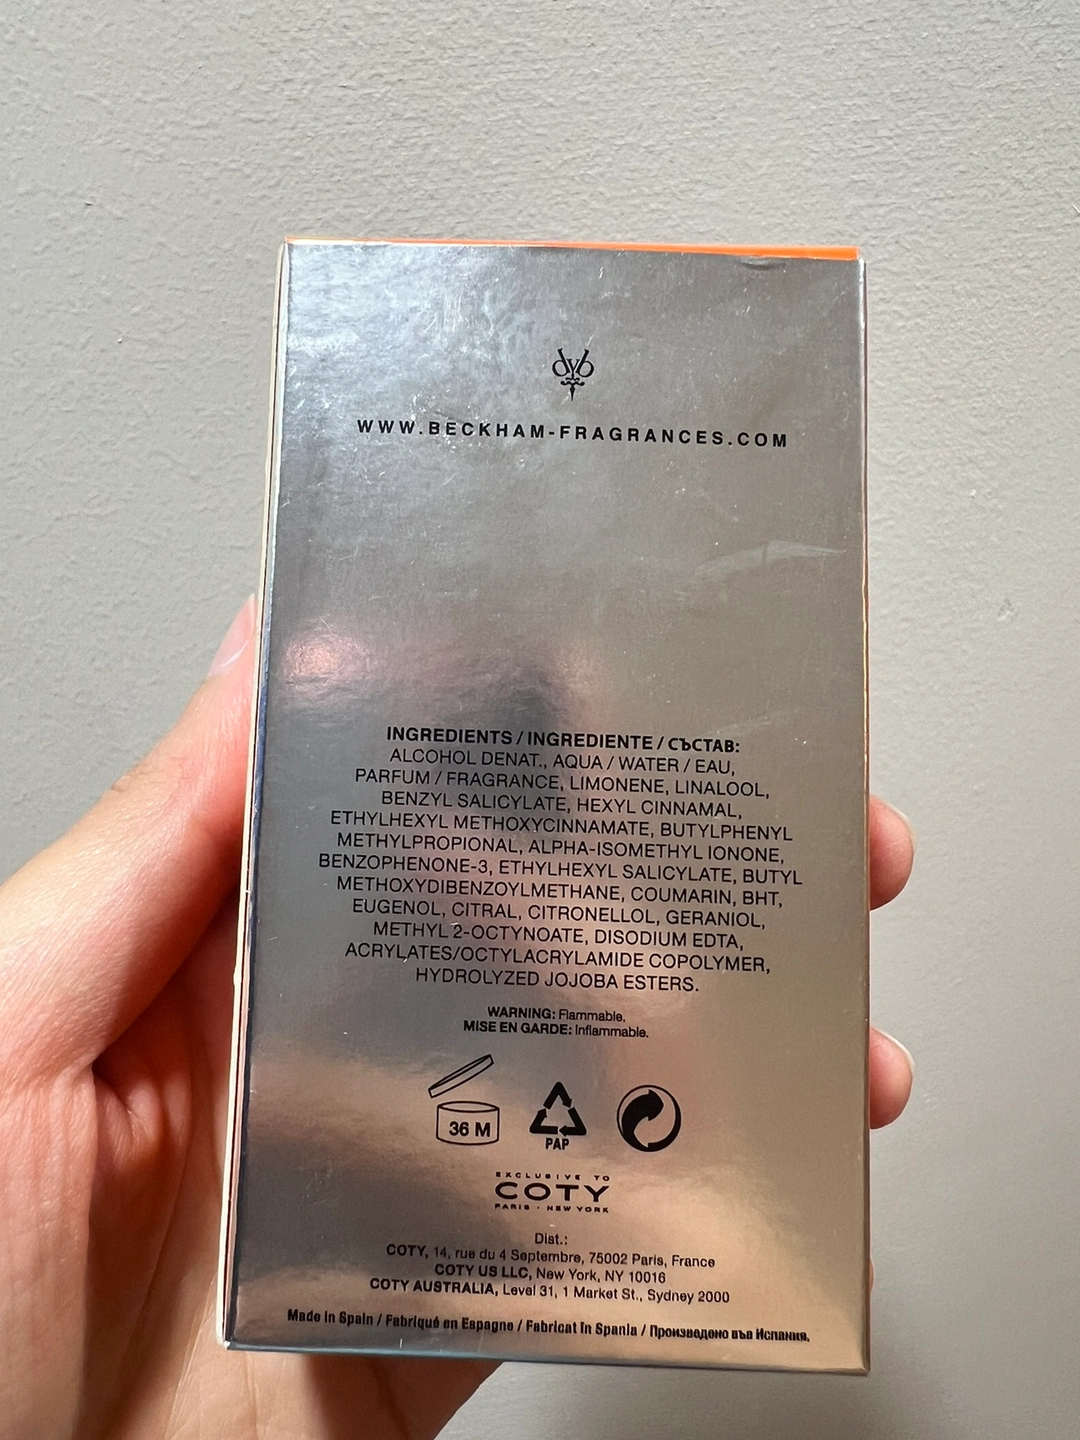 dyb
WWW.BECKHAM-FRAGRANCES.COM
INGREDIENTS / INGREDIENTE / СЪСТАВ:
ALCOHOL DENAT., AQUA / WATER / EAU,
PARFUM / FRAGRANCE, LIMONENE, LINALOOL,
BENZYL SALICYLATE, HEXYL CINNAMAL,
ETHYLHEXYL METHOXYCINNAMATE, BUTYLPHENYL
METHYLPROPIONAL, ALPHA-ISOMETHYL IONONE,
BENZOPHENONE-3, ETHYLHEXYL SALICYLATE, BUTYL
METHOXYDIBENZOYLMETHANE, COUMARIN, BHT,
EUGENOL, CITRAL, CITRONELLOL, GERANIOL,
METHYL 2-OCTYNOATE, DISODIUM EDTA,
ACRYLATES/OCTYLACRYLAMIDE COPOLYMER,
HYDROLYZED JOJOBA ESTERS.
WARNING: Flammable.
MISE EN GARDE: Inflammable.
36 M
PAP
EXCLUSIVE TO
COTY
PARIS · NEW YORK
Dist.:
COTY, 14, rue du 4 Septembre, 75002 Paris, France
COTY US LLC, New York, NY 10016
COTY AUSTRALIA, Level 31, 1 Market St., Sydney 2000
Made in Spain / Fabriqué en Espagne / Fabricat în Spania / Произведено във Испания.